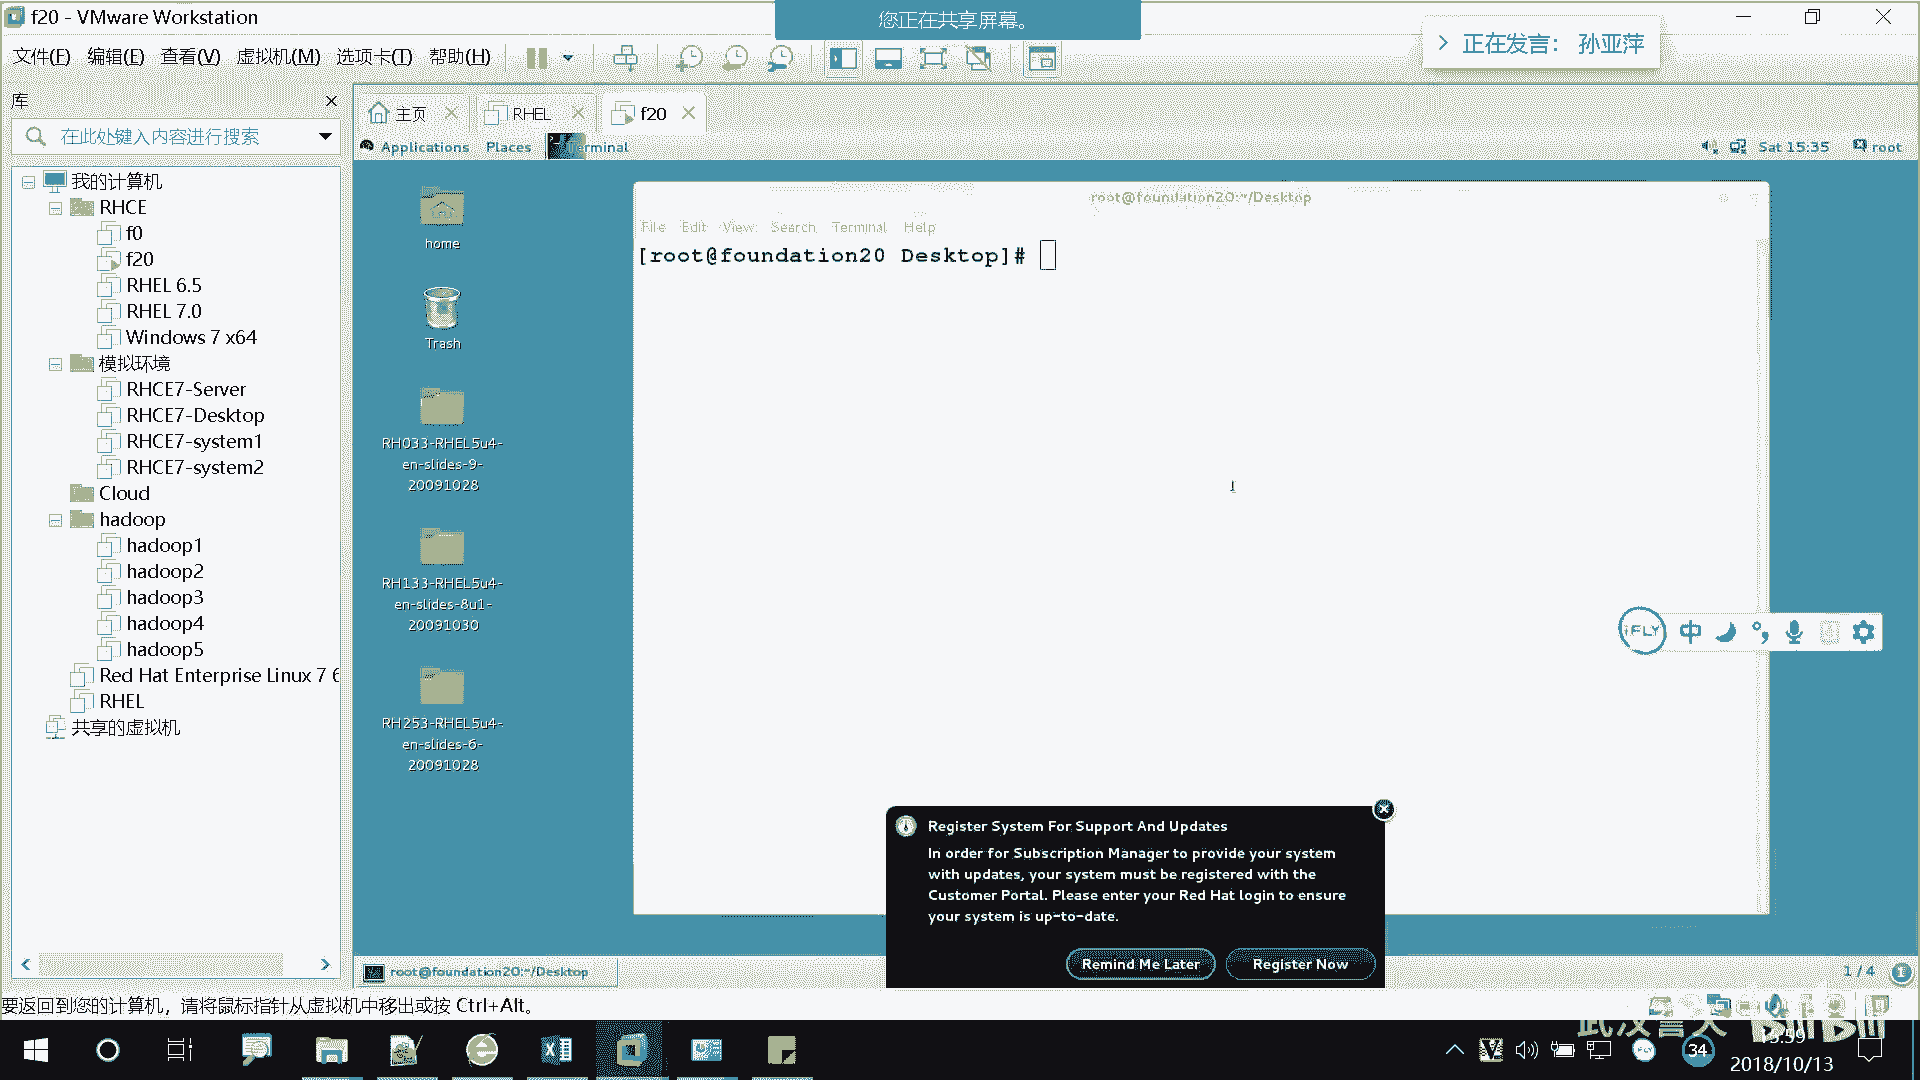 f20 - VMware Workstation
您正在共享屏幕。
文件(F) 编辑(E) 查看(V) 虚拟机(M) 选项卡(T) 帮助(H)
正在发言： 孙亚萍
库
在此处键入内容进行搜索
主页
RHEL
f20
Applications Places Terminal
Sat 15:35 root
我的计算机
RHCE
f0
f20
RHEL 6.5
RHEL 7.0
Windows 7 x64
模拟环境
RHCE7-Server
RHCE7-Desktop
RHCE7-system1
RHCE7-system2
Cloud
hadoop
hadoop1
hadoop2
hadoop3
hadoop4
hadoop5
Red Hat Enterprise Linux 7 6
RHEL
共享的虚拟机
home
Trash
RH033-RHEL5u4-
en-slides-9-
20091028
RH133-RHEL5u4-
en-slides-8u1-
20091030
RH253-RHEL5u4-
en-slides-6-
20091028
root@foundation20:~/Desktop
File Edit View Search Terminal Help
[root@foundation20 Desktop]#
iFLY 中
Register System For Support And Updates
In order for Subscription Manager to provide your system
with updates, your system must be registered with the
Customer Portal. Please enter your Red Hat login to ensure
your system is up-to-date.
Remind Me Later
Register Now
root@foundation20:~/Desktop
1 / 4
要返回到您的计算机，请将鼠标指针从虚拟机中移出或按 Ctrl+Alt。
bilibili
34
15:59
2018/10/13